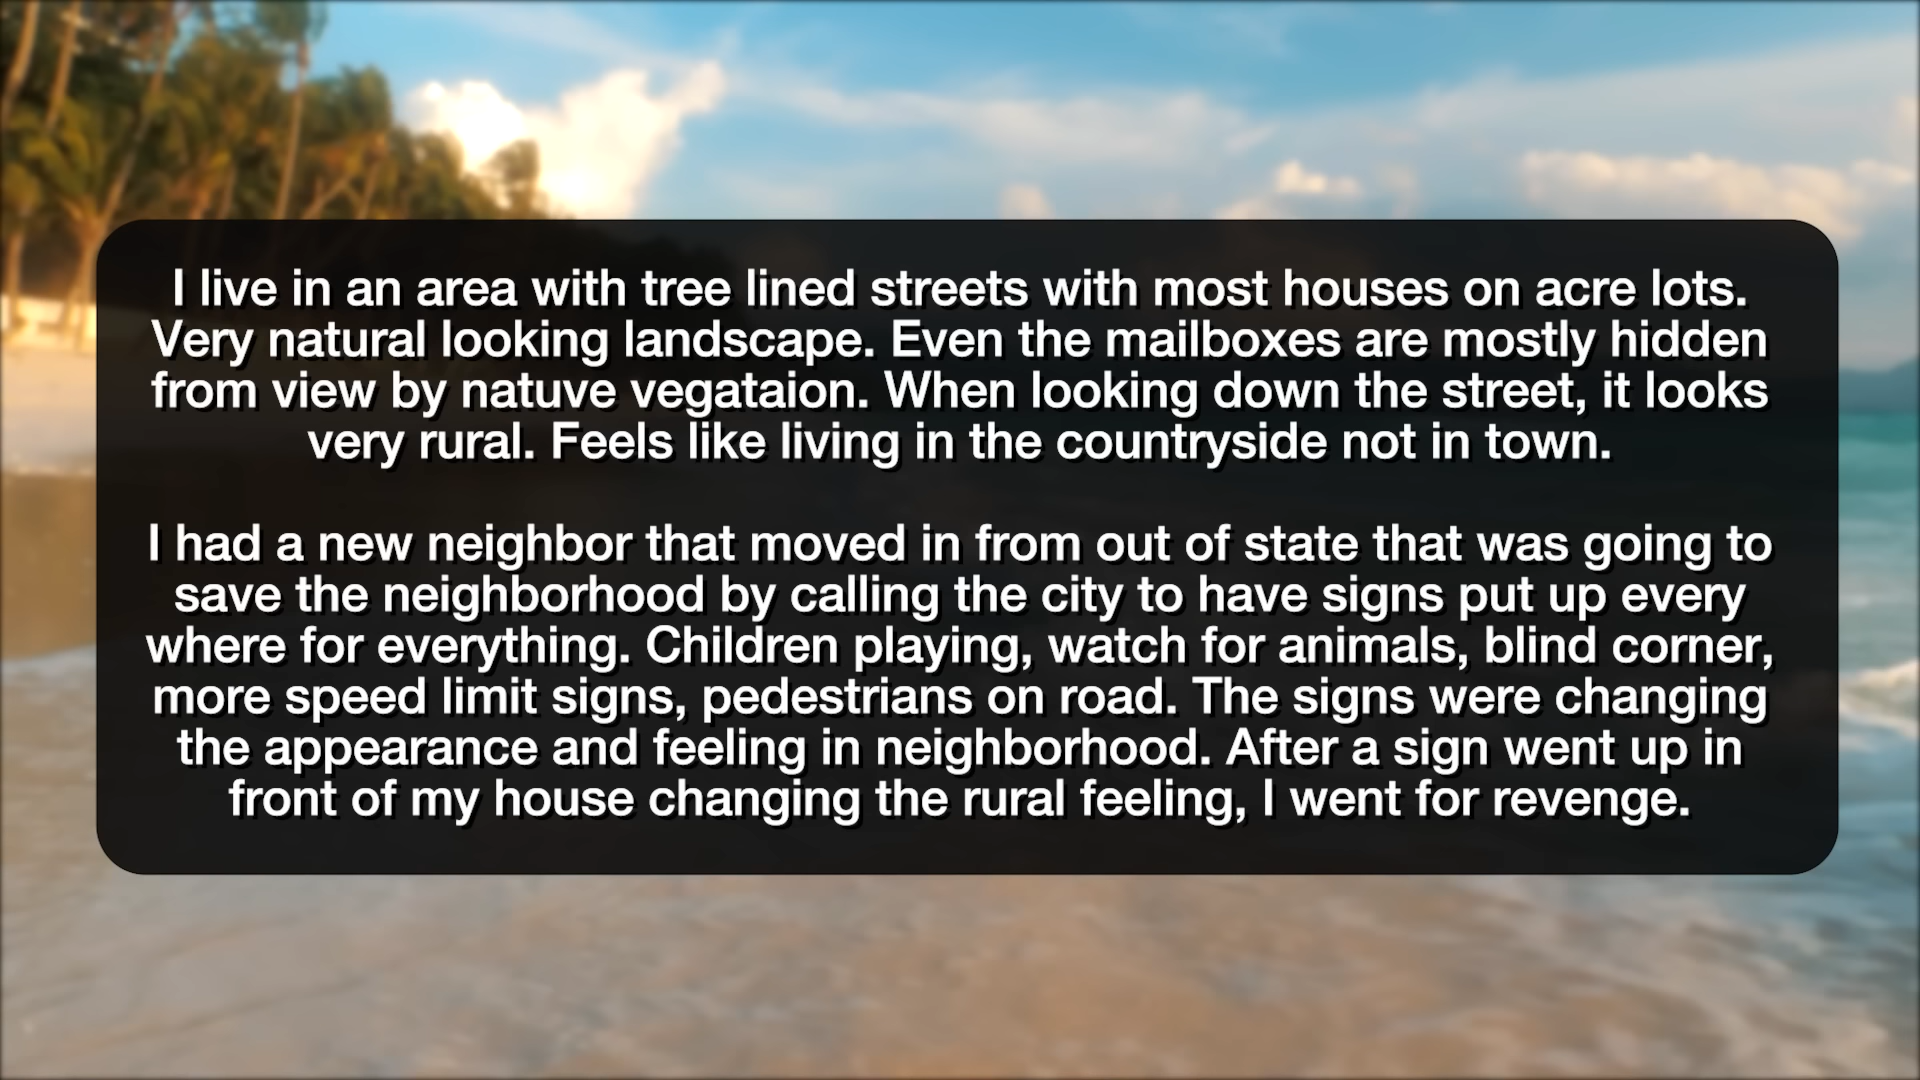 I live in an area with tree lined streets with most houses on acre lots.
Very natural looking landscape. Even the mailboxes are mostly hidden
from view by natuve vegataion. When looking down the street, it looks
very rural. Feels like living in the countryside not in town.
I had a new neighbor that moved in from out of state that was going to
save the neighborhood by calling the city to have signs put up every
where for everything. Children playing, watch for animals, blind corner,
more speed limit signs, pedestrians on road. The signs were changing
the appearance and feeling in neighborhood. After a sign went up in
front of my house changing the rural feeling, I went for revenge.